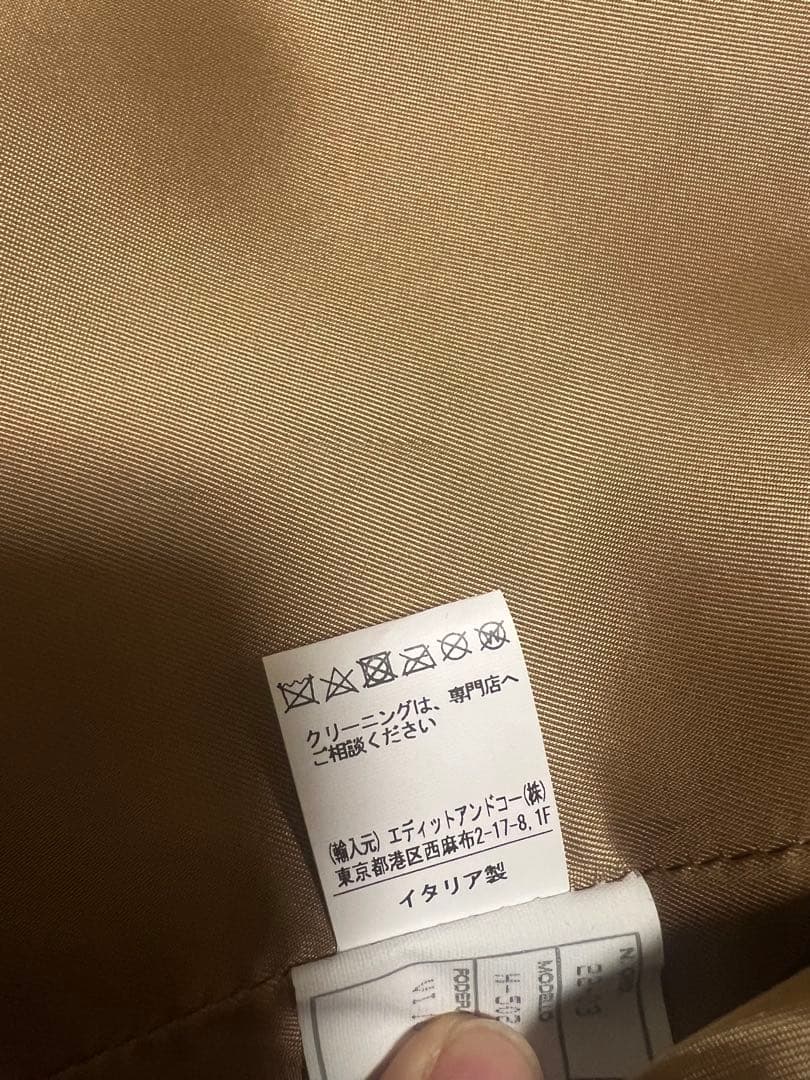 クリーニングは、専門店へ
ご相談ください
(輸入元) エディットアンドコー(株)
東京都港区西麻布2-17-8,1F
イタリア製
MODELLO
H-502